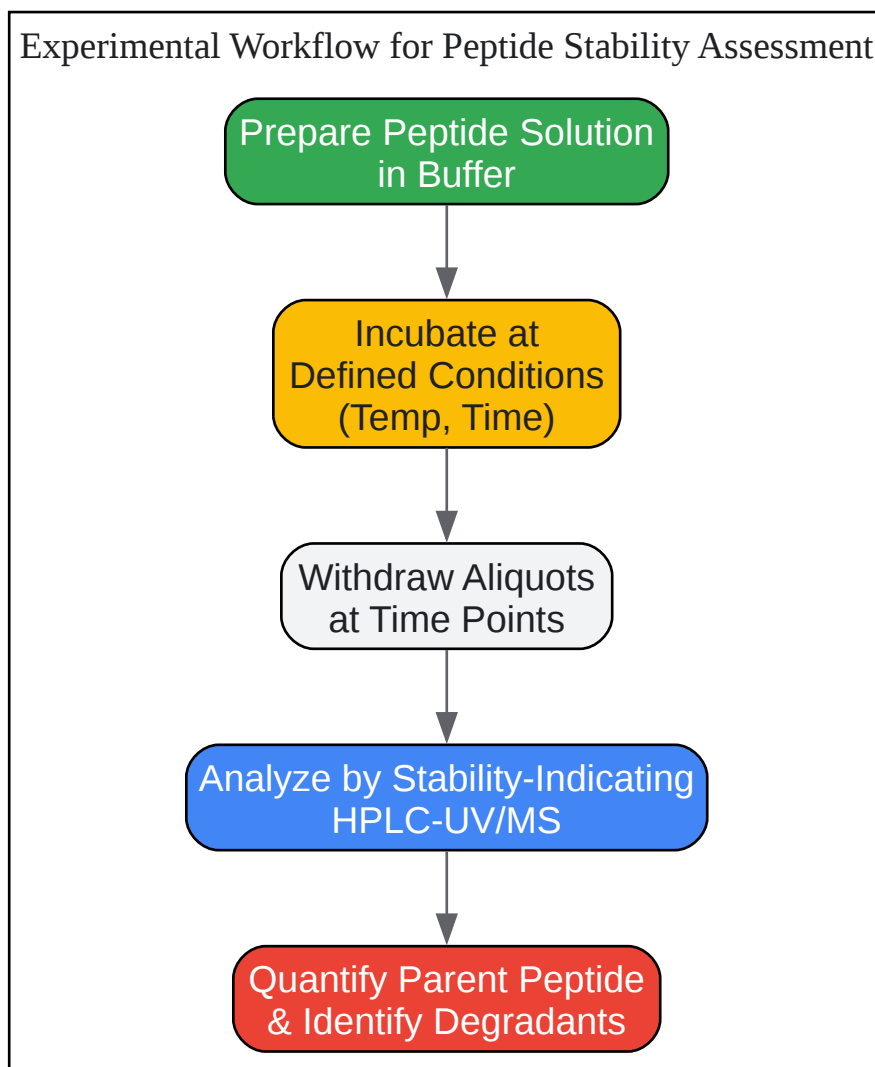 Experimental Workflow for Peptide Stability Assessment
Prepare Peptide Solution
in Buffer
Incubate at
Defined Conditions
(Temp, Time)
Withdraw Aliquots
at Time Points
Analyze by Stability-Indicating
HPLC-UV/MS
Quantify Parent Peptide
& Identify Degradants